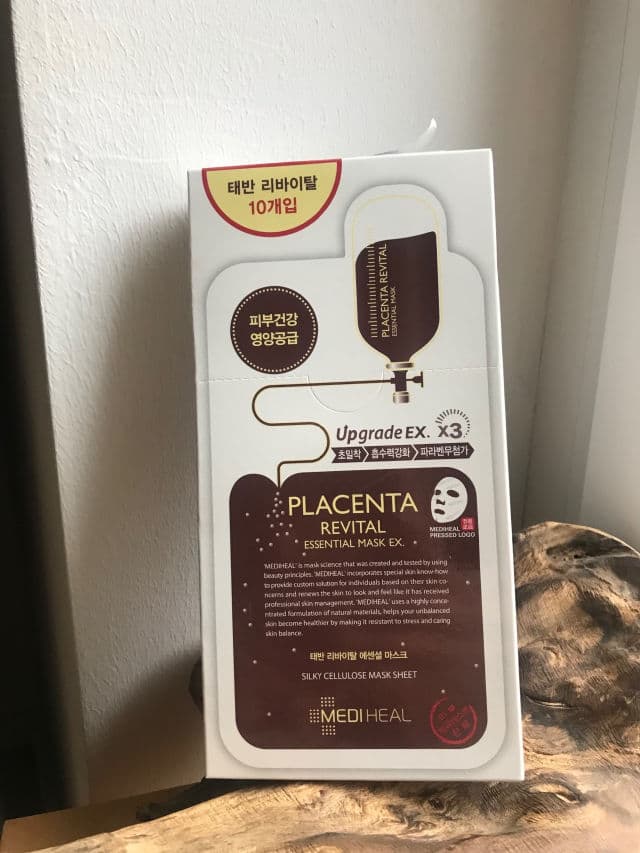 태반 리바이탈
10개입
PLACENTA REVITAL
ESSENTIAL MASK
피부건강
영양공급
Upgrade EX. X3
초밀착 흡수력강화 파라벤무첨가
PLACENTA
REVITAL
ESSENTIAL MASK EX.
MEDIHEAL
PRESSED LOGO
'MEDIHEAL' is mask science that was created and tested by using
beauty principles. 'MEDIHEAL' incorporates special skin know-how
to provide custom solution for individuals based on their skin co-
ncerns and renews the skin to look and feel like it has received
professional skin management. 'MEDIHEAL' uses a highly conce-
ntrated formulation of natural materials, helps your unbalanced
skin become healthier by making it resistant to stress and caring
skin balance.
태반 리바이탈 에센셜 마스크
SILKY CELLULOSE MASK SHEET
MEDIHEAL